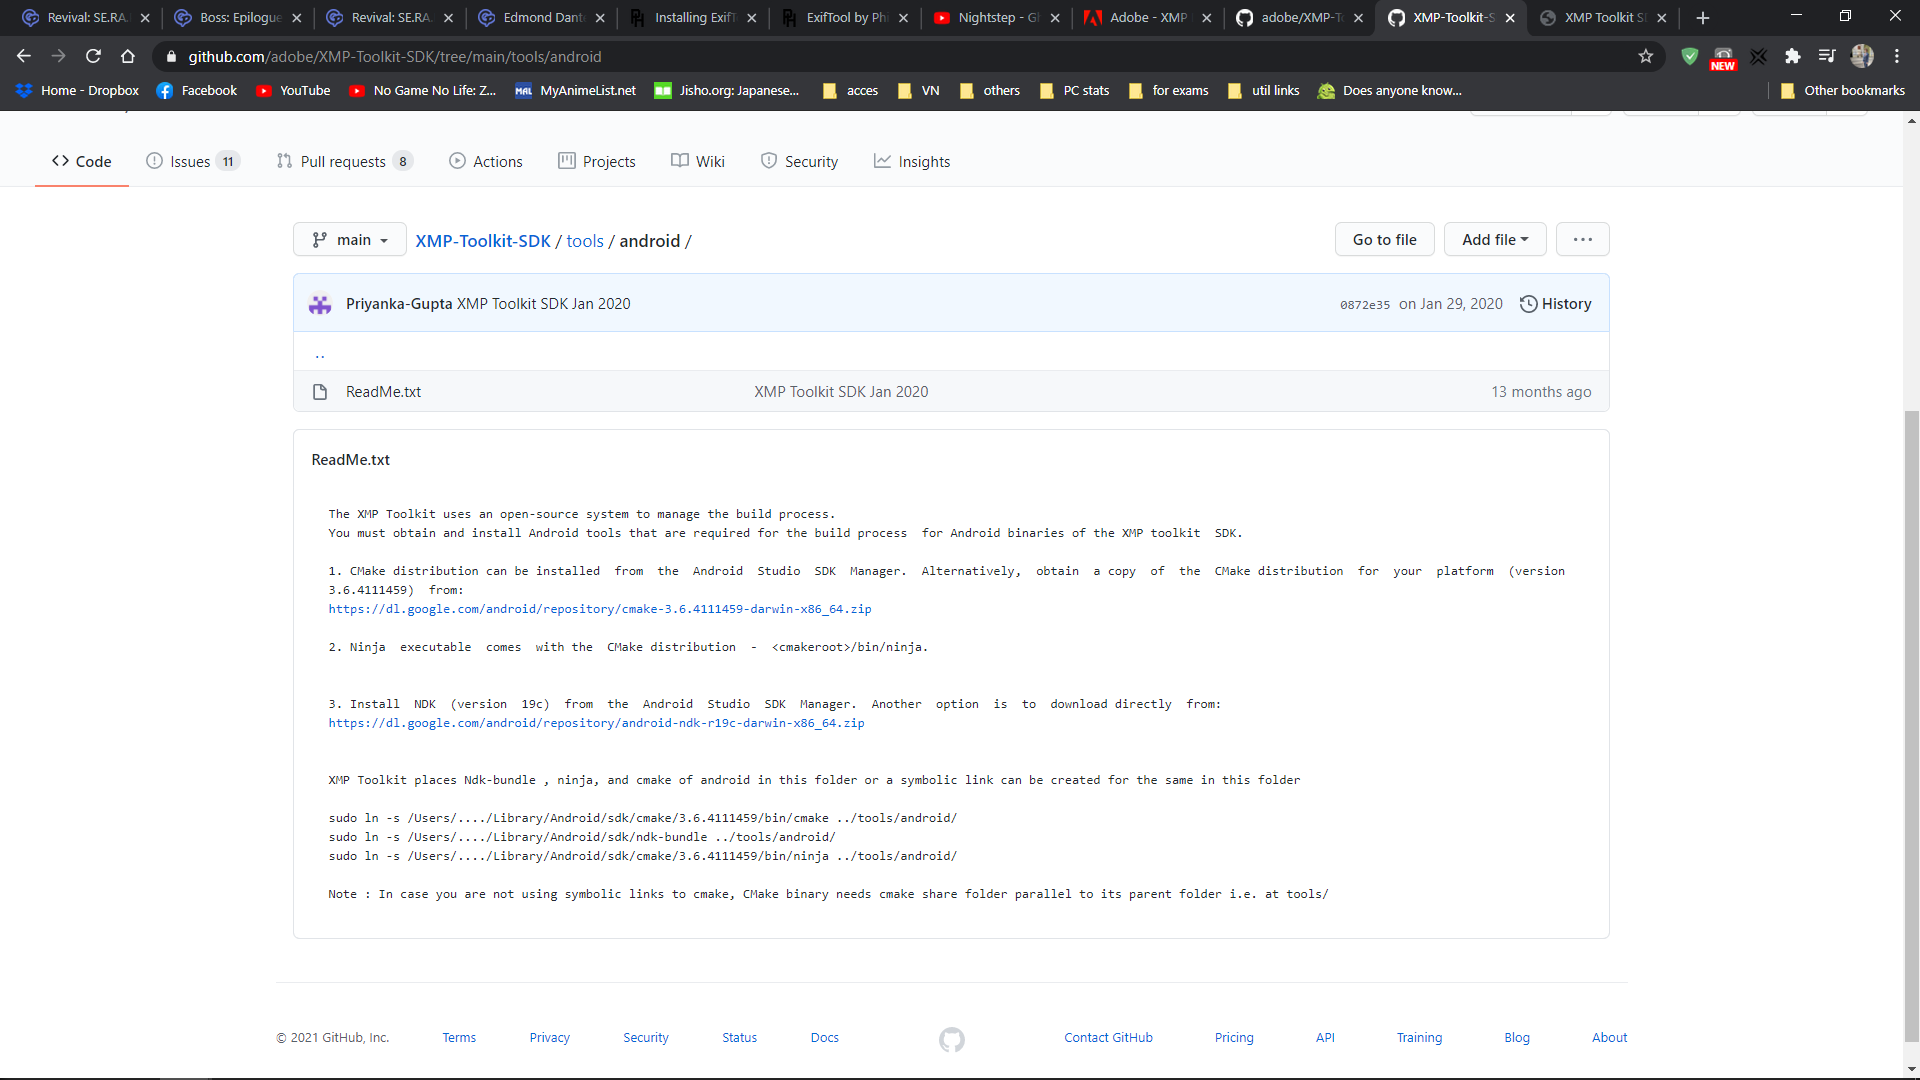 Revival: SE.RA.
Boss: Epilogue
Revival: SE.RA.
Edmond Dante
Installing ExifT
ExifTool by Ph
Nightstep - Gl
Adobe - XMP
adobe/XMP-To
XMP-Toolkit-S
XMP Toolkit S
github.com/adobe/XMP-Toolkit-SDK/tree/main/tools/android
NEW
Home - Dropbox
Facebook
YouTube
No Game No Life: Z...
MAL MyAnimeList.net
Jisho.org: Japanese...
acces
VN
others
PC stats
for exams
util links
Does anyone know...
Other bookmarks
Code
Issues 11
Pull requests 8
Actions
Projects
Wiki
Security
Insights
main
XMP-Toolkit-SDK / tools / android /
Go to file
Add file
...
Priyanka-Gupta XMP Toolkit SDK Jan 2020
0872e35 on Jan 29, 2020
History
..
ReadMe.txt
XMP Toolkit SDK Jan 2020
13 months ago
ReadMe.txt
The XMP Toolkit uses an open-source system to manage the build process.
You must obtain and install Android tools that are required for the build process  for Android binaries of the XMP toolkit  SDK.
1. CMake distribution can be installed  from  the  Android  Studio  SDK  Manager.  Alternatively,  obtain  a copy  of  the  CMake distribution  for  your  platform  (version
3.6.4111459)  from:
https://dl.google.com/android/repository/cmake-3.6.4111459-darwin-x86_64.zip
2. Ninja  executable  comes  with the  CMake distribution  -  <cmakeroot>/bin/ninja.
3. Install  NDK  (version  19c)  from  the  Android  Studio  SDK  Manager.  Another  option  is  to  download directly  from:
https://dl.google.com/android/repository/android-ndk-r19c-darwin-x86_64.zip
XMP Toolkit places Ndk-bundle , ninja, and cmake of android in this folder or a symbolic link can be created for the same in this folder
sudo ln -s /Users/..../Library/Android/sdk/cmake/3.6.4111459/bin/cmake ../tools/android/
sudo ln -s /Users/..../Library/Android/sdk/ndk-bundle ../tools/android/
sudo ln -s /Users/..../Library/Android/sdk/cmake/3.6.4111459/bin/ninja ../tools/android/
Note : In case you are not using symbolic links to cmake, CMake binary needs cmake share folder parallel to its parent folder i.e. at tools/
© 2021 GitHub, Inc.
Terms
Privacy
Security
Status
Docs
Contact GitHub
Pricing
API
Training
Blog
About